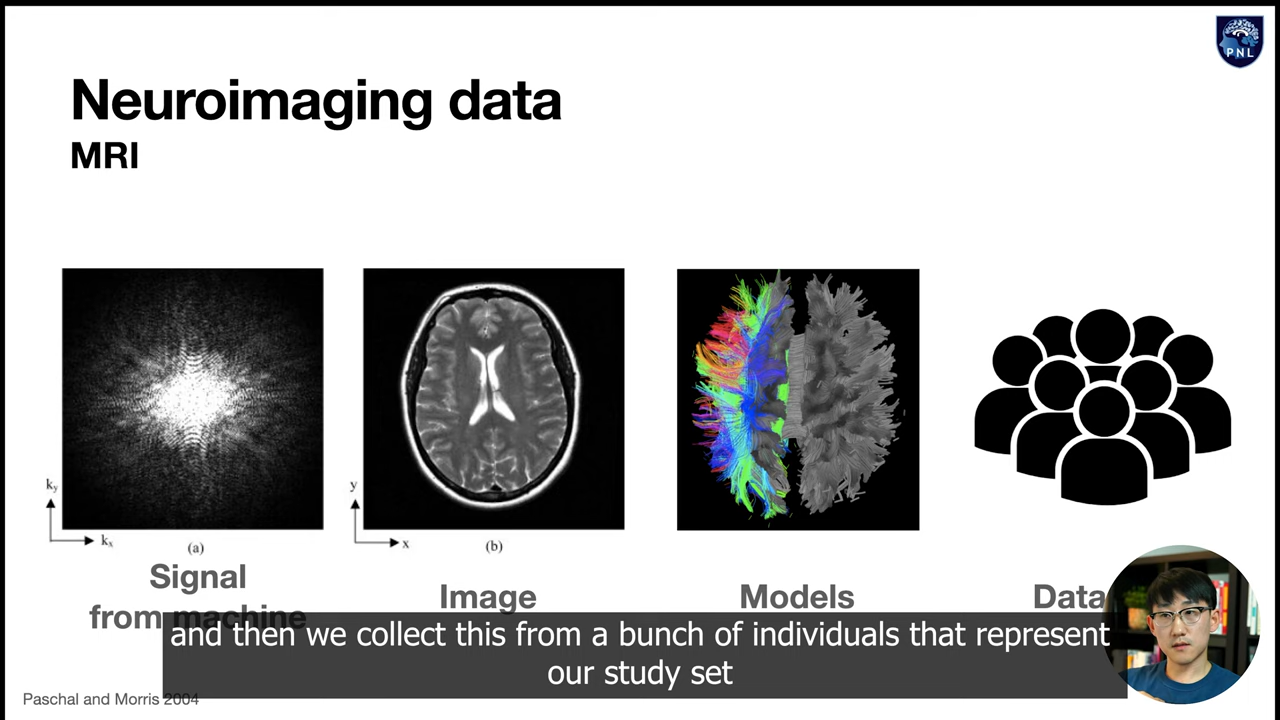 PNL
Neuroimaging data
MRI
ky
kx
(a)
y
x
(b)
Signal
from machine
Image
Models
Data
and then we collect this from a bunch of individuals that represent
our study set
Paschal and Morris 2004